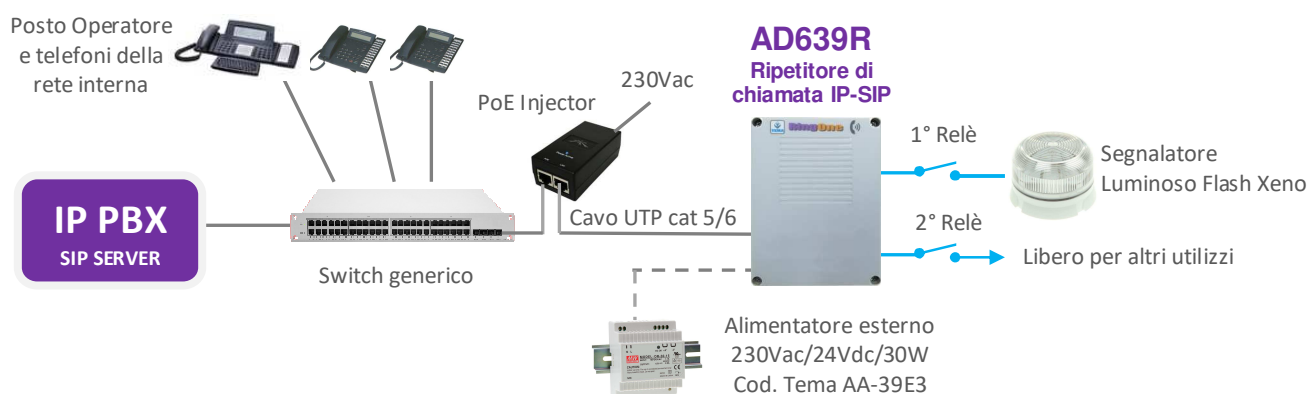 Posto Operatore
e telefoni della
rete interna
230Vac
PoE Injector
AD639R
Ripetitore di
chiamata IP-SIP
RingOne
1° Relè
Segnalatore
Luminoso Flash Xeno
IP PBX
SIP SERVER
Cavo UTP cat 5/6
2° Relè
Switch generico
Libero per altri utilizzi
Alimentatore esterno
230Vac/24Vdc/30W
Cod. Tema AA-39E3